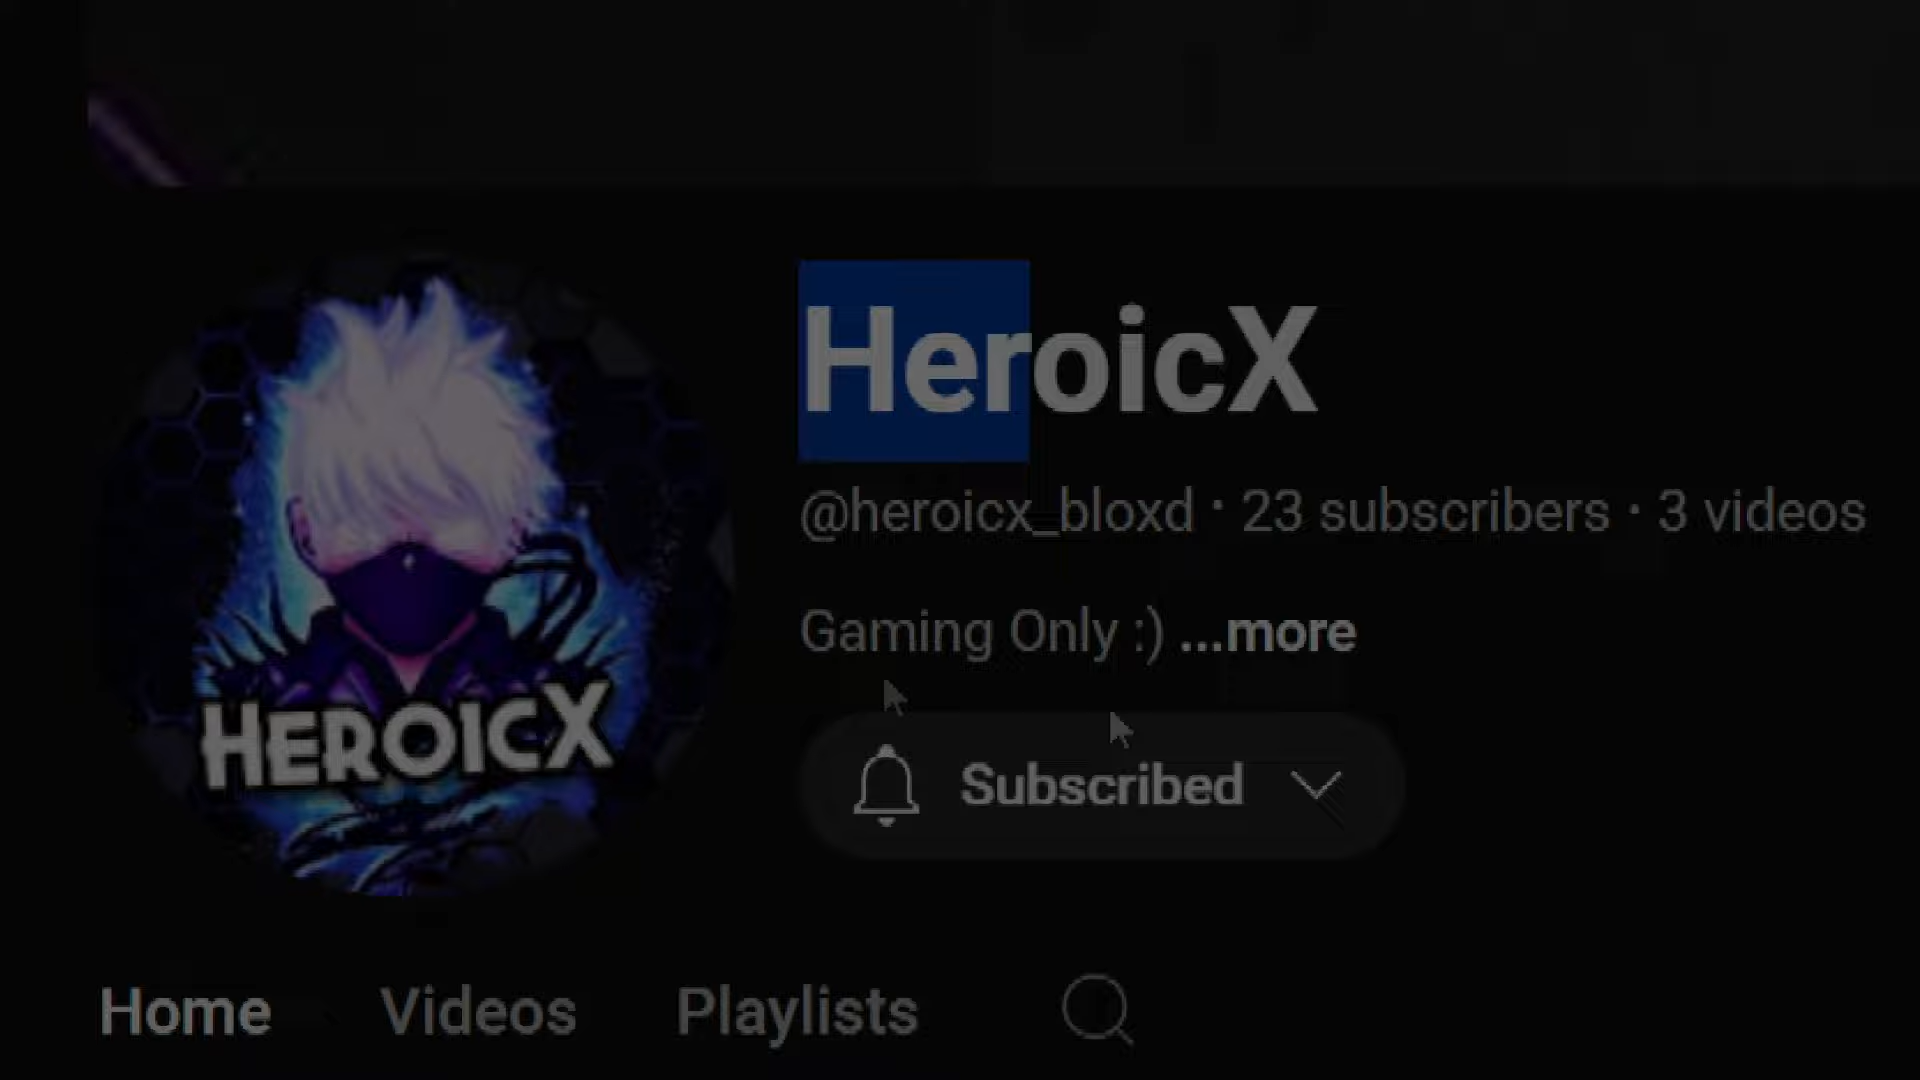 HeroicX
@heroicx_bloxd · 23 subscribers · 3 videos
Gaming Only :) ...more
HEROICX
Subscribed
Home Videos Playlists